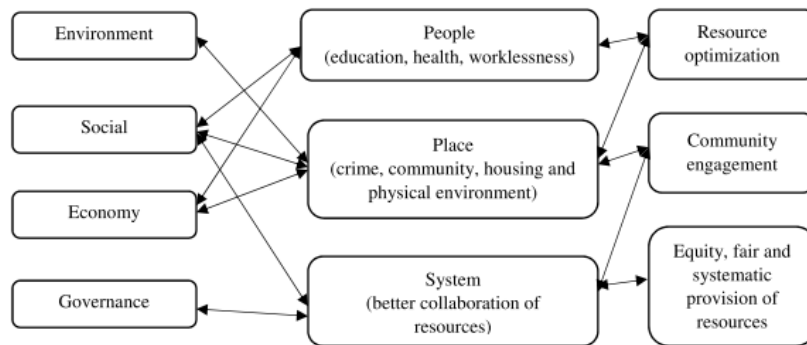 Environment
Social
Economy
Governance
People
(education, health, worklessness)
Place
(crime, community, housing and
physical environment)
System
(better collaboration of
resources)
Resource
optimization
Community
engagement
Equity, fair and
systematic
provision of
resources